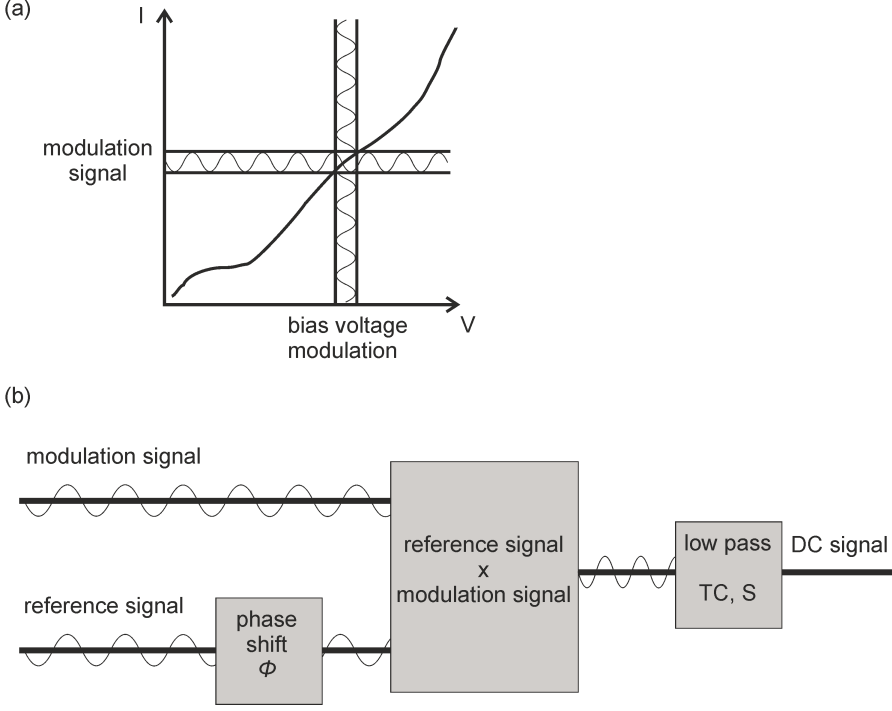 (a)
I
modulation
signal
bias voltage
modulation
V
(b)
modulation signal
reference signal
phase
shift
Φ
reference signal
x
modulation signal
low pass
TC, S
DC signal